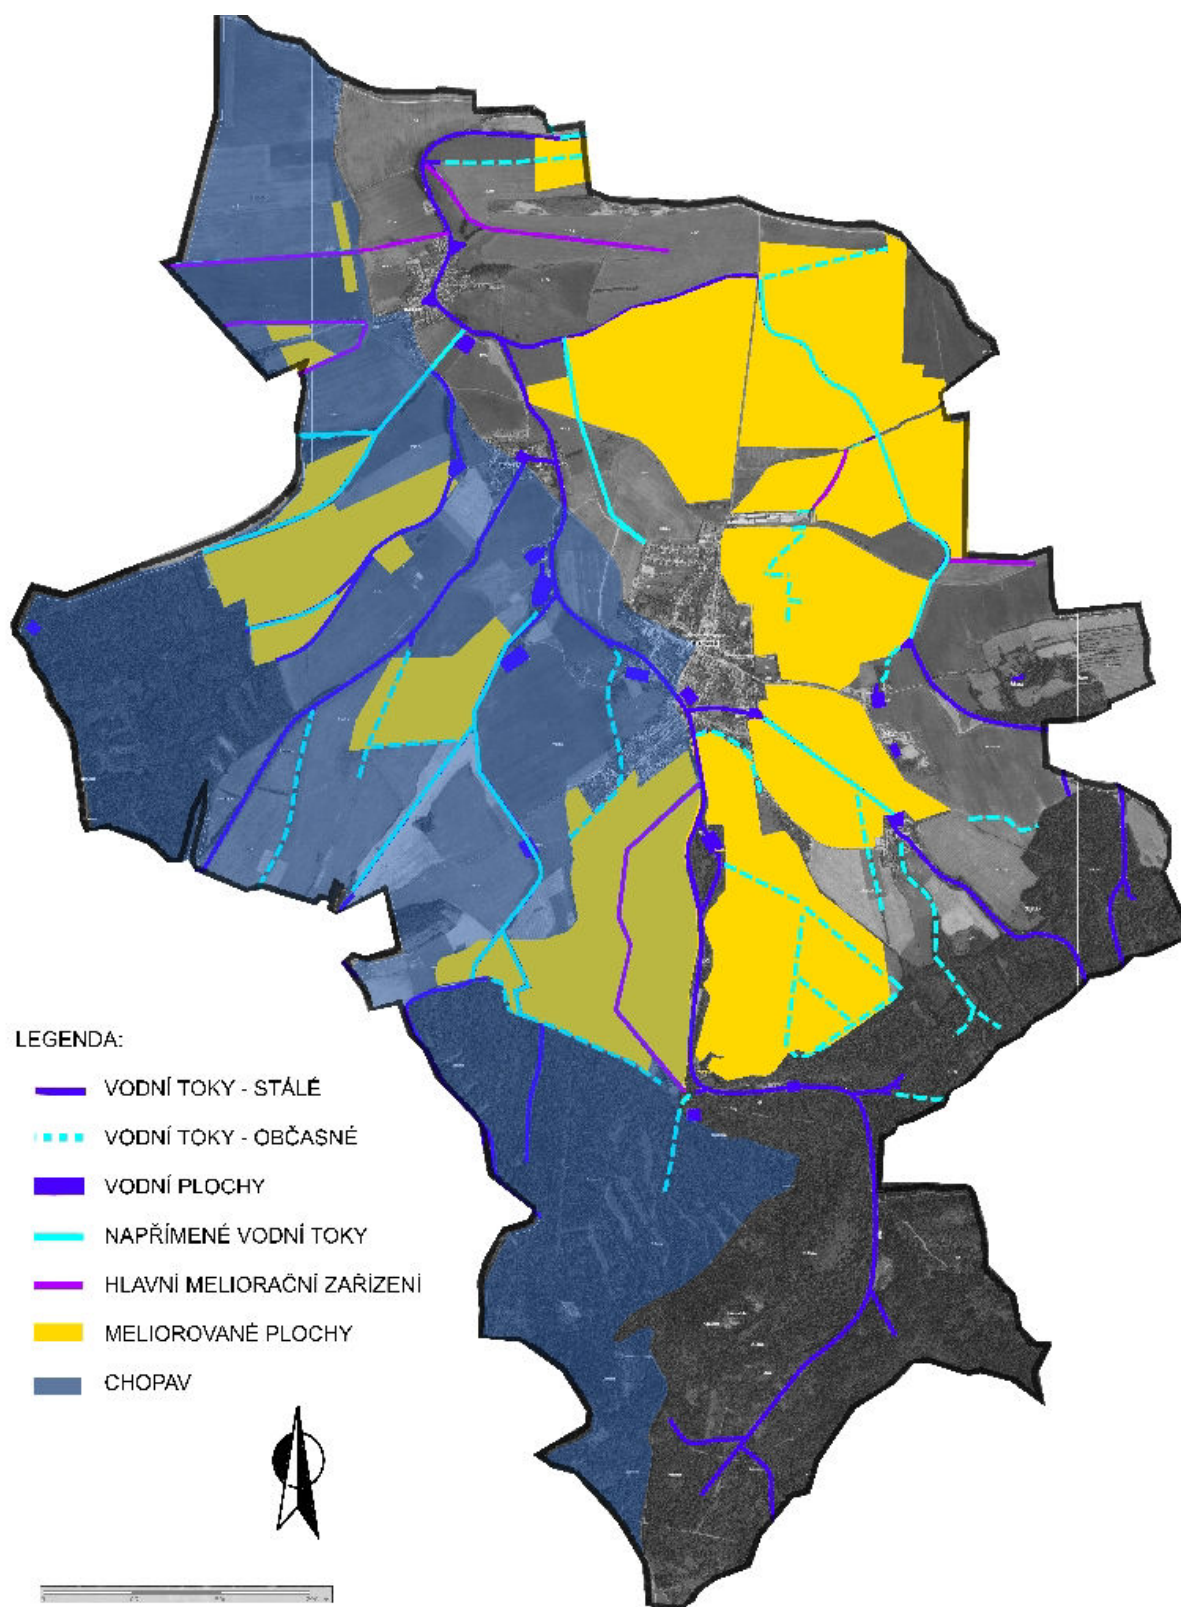 LEGENDA:
VODNÍ TOKY - STÁLÉ
VODNÍ TOKY - OBČASNÉ
VODNÍ PLOCHY
NAPŘÍMENÉ VODNÍ TOKY
HLAVNÍ MELIORAČNÍ ZAŘÍZENÍ
MELIOROVANÉ PLOCHY
CHOPAV